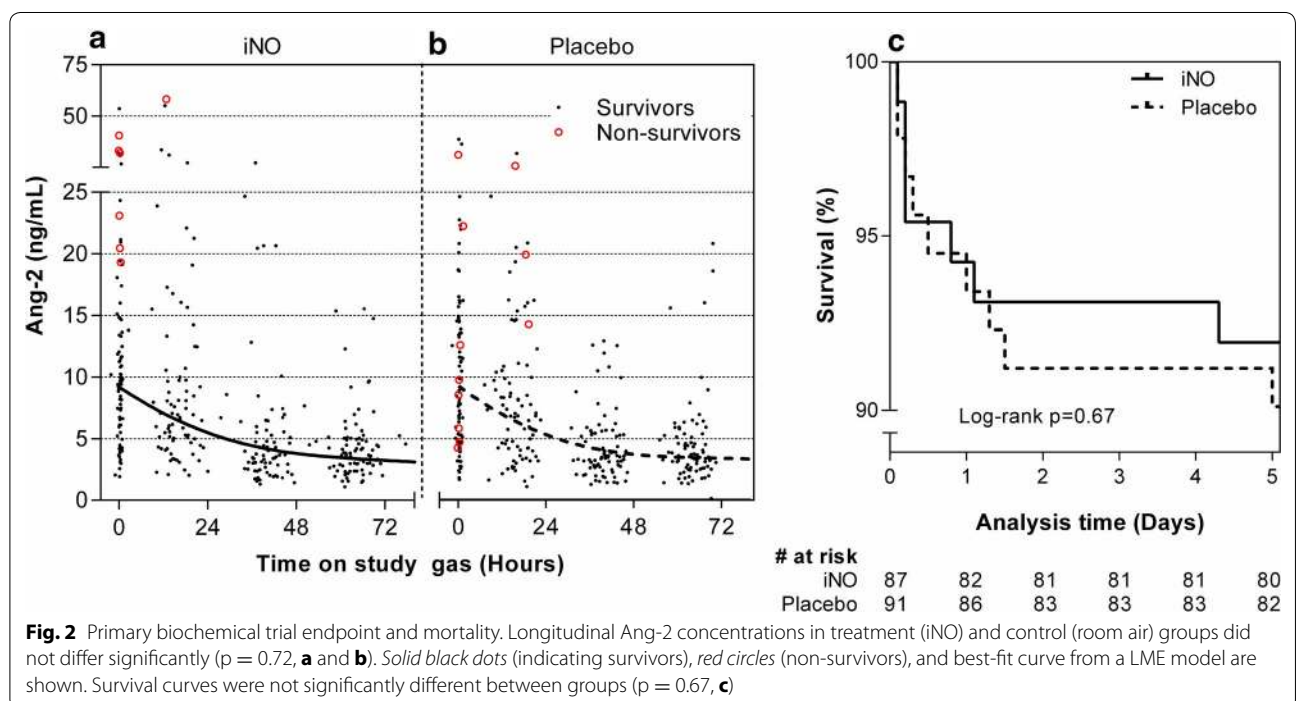 a
iNO
b
Placebo
c
75
50
25
20
15
10
5
0
Ang-2 (ng/mL)
Survivors
Non-survivors
0 24 48 72
0 24 48 72
Time on study gas (Hours)
100
95
90
Survival (%)
iNO
Placebo
Log-rank p=0.67
0 1 2 3 4 5
Analysis time (Days)
# at risk
iNO 87 82 81 81 81 80
Placebo 91 86 83 83 83 82
Fig. 2 Primary biochemical trial endpoint and mortality. Longitudinal Ang-2 concentrations in treatment (iNO) and control (room air) groups did
not differ significantly (p = 0.72, a and b). Solid black dots (indicating survivors), red circles (non-survivors), and best-fit curve from a LME model are
shown. Survival curves were not significantly different between groups (p = 0.67, c)